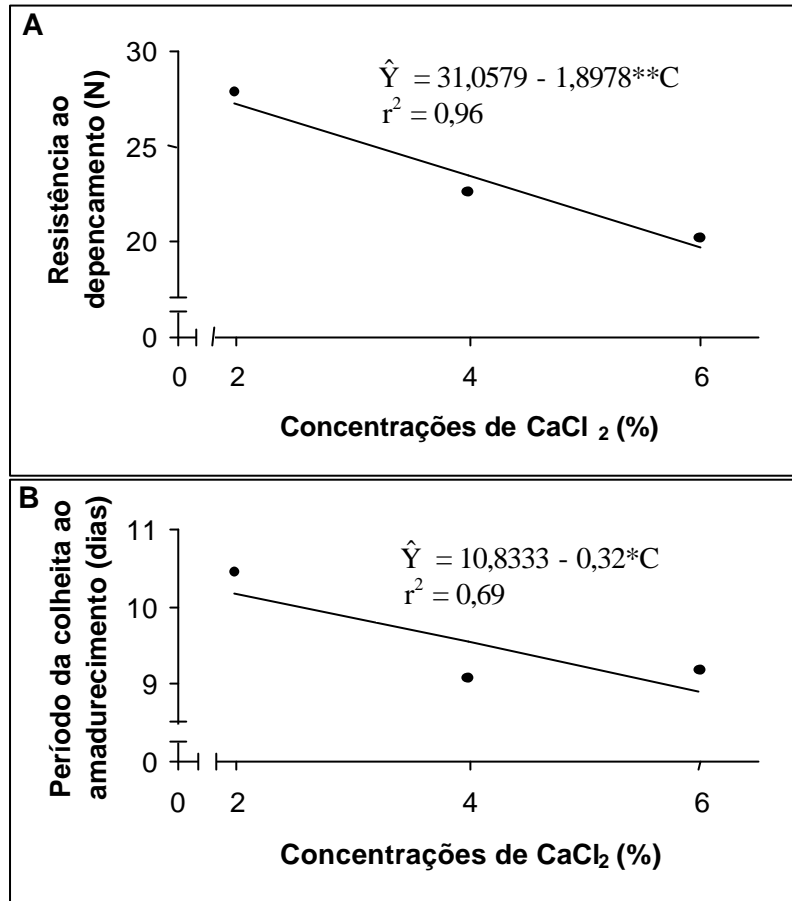 A
Resistência ao
depencamento (N)
30
25
20
0
Ŷ = 31,0579 - 1,8978**C
r² = 0,96
0 2 4 6
Concentrações de CaCl 2 (%)
B
Período da colheita ao
amadurecimento (dias)
11
10
9
0
Ŷ = 10,8333 - 0,32*C
r² = 0,69
0 2 4 6
Concentrações de CaCl₂ (%)